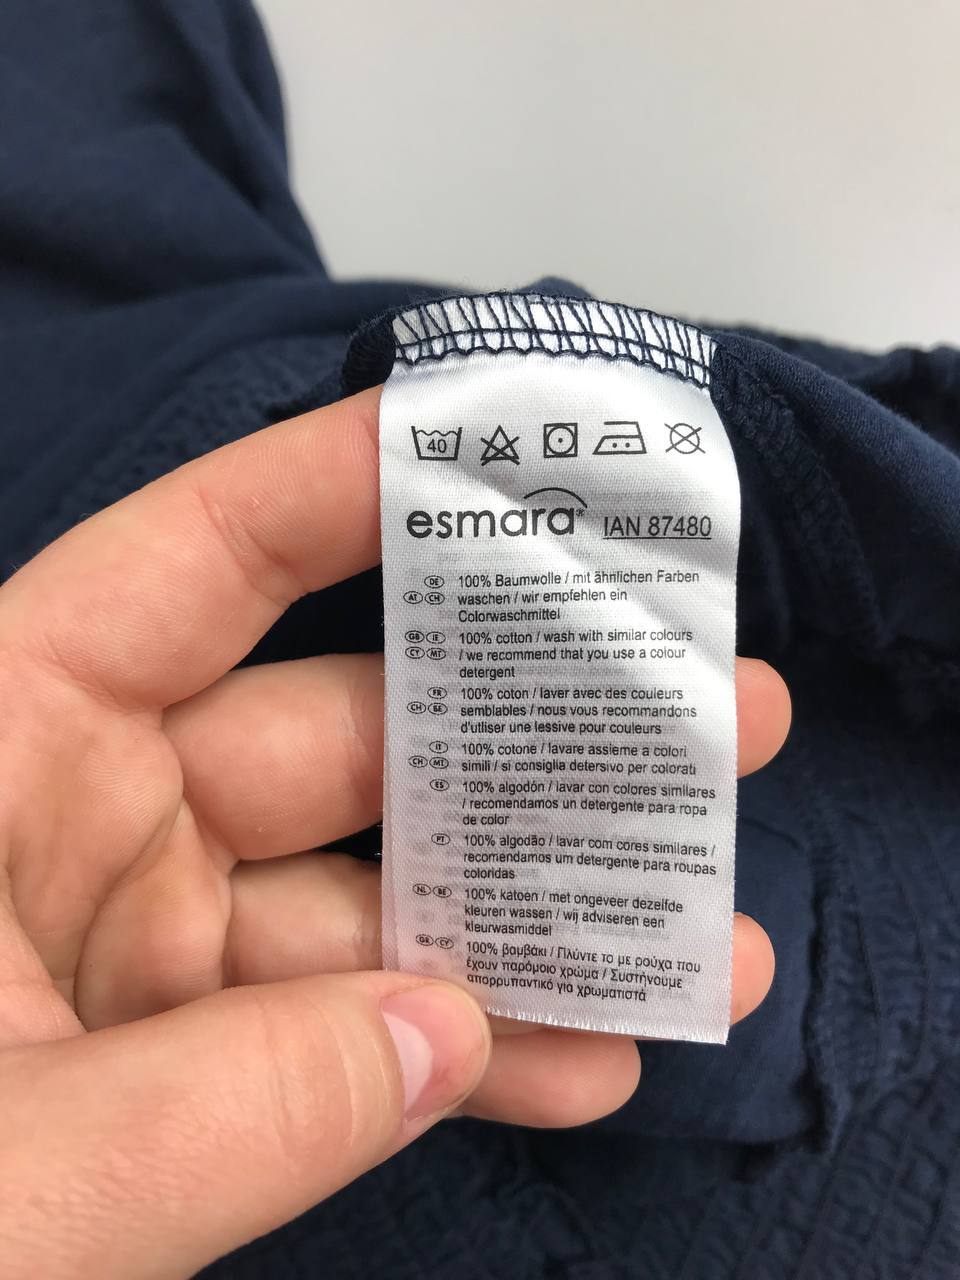 40
esmara® IAN 87480
DE AT CH 100% Baumwolle / mit ähnlichen Farben
waschen / wir empfehlen ein
Colorwaschmittel
GB IE 100% cotton / wash with similar colours
CY MT / we recommend that you use a colour
detergent
FR 100% coton / laver avec des couleurs
CH BE semblables / nous vous recommandons
d'utliser une lessive pour couleurs
IT 100% cotone / lavare assieme a colori
CH MT simili / si consiglia detersivo per colorati
ES 100% algodón / lavar con colores similares
/ recomendamos un detergente para ropa
de color
PT 100% algodão / lavar com cores similares /
recomendamos um detergente para roupas
coloridas
NL BE 100% katoen / met ongeveer dezelfde
kleuren wassen / wij adviseren een
kleurwasmiddel
GR CY 100% βαμβάκι / Πλύντε το με ρούχα που
έχουν παρόμοιο χρώμα / Συστήνουμε
απορρυπαντικό για χρωματιστά